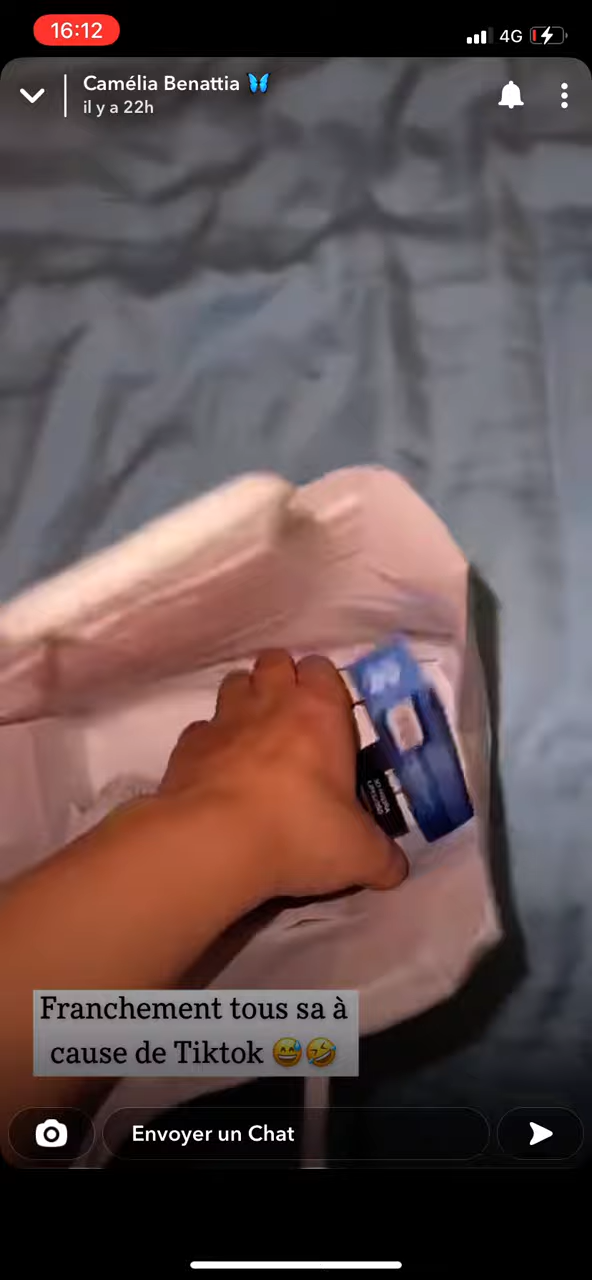 16:12
4G
Camélia Benattia 🦋
il y a 22h
Franchement tous sa à
cause de Tiktok 😅🤣
Envoyer un Chat